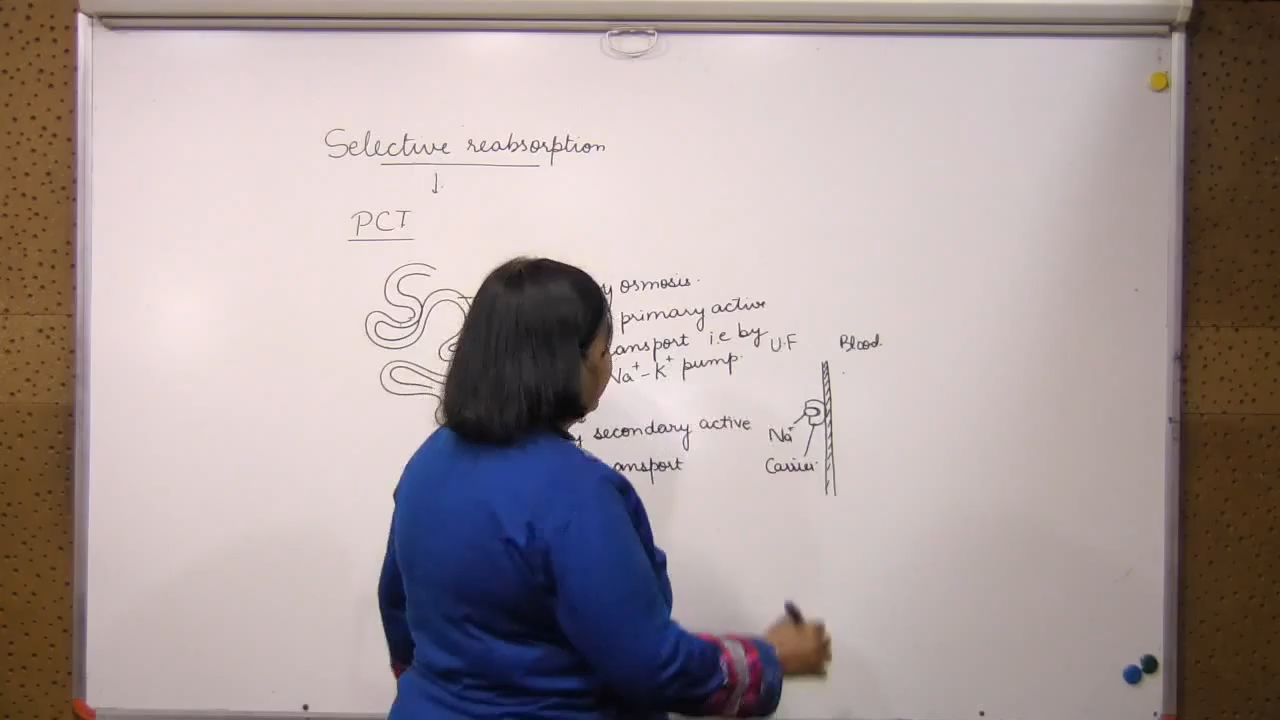 Selective reabsorption
PCT
y osmosis.
primary active
ansport i.e by
Na⁺-K⁺ pump.
y secondary active
ansport
U.F
Blood.
Na⁺
Carrier.